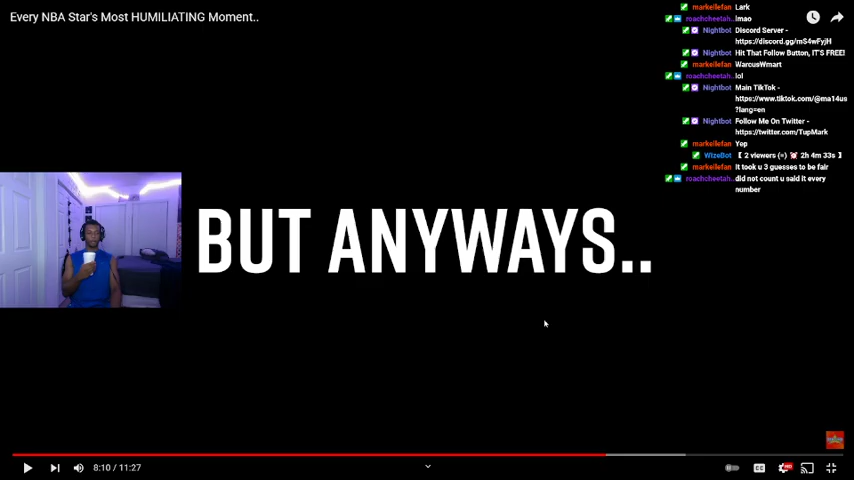 Every NBA Star's Most HUMILIATING Moment..
markellefan Lark
roachcheetah.. lmao
Nightbot Discord Server -
https://discord.gg/mS4wFyjH
Nightbot Hit That Follow Button, IT'S FREE!
markellefan WarcusWmart
roachcheetah.. lol
Nightbot Main TikTok -
https://www.tiktok.com/@ma14us
?lang=en
Nightbot Follow Me On Twitter -
https://twitter.com/TupMark
markellefan Yep
WizeBot 【 2 viewers (=) ⏰ 2h 4m 33s 】
markellefan It took u 3 guesses to be fair
roachcheetah.. did not count u said it every
number
BUT ANYWAYS..
8:10 / 11:27
CC
HD